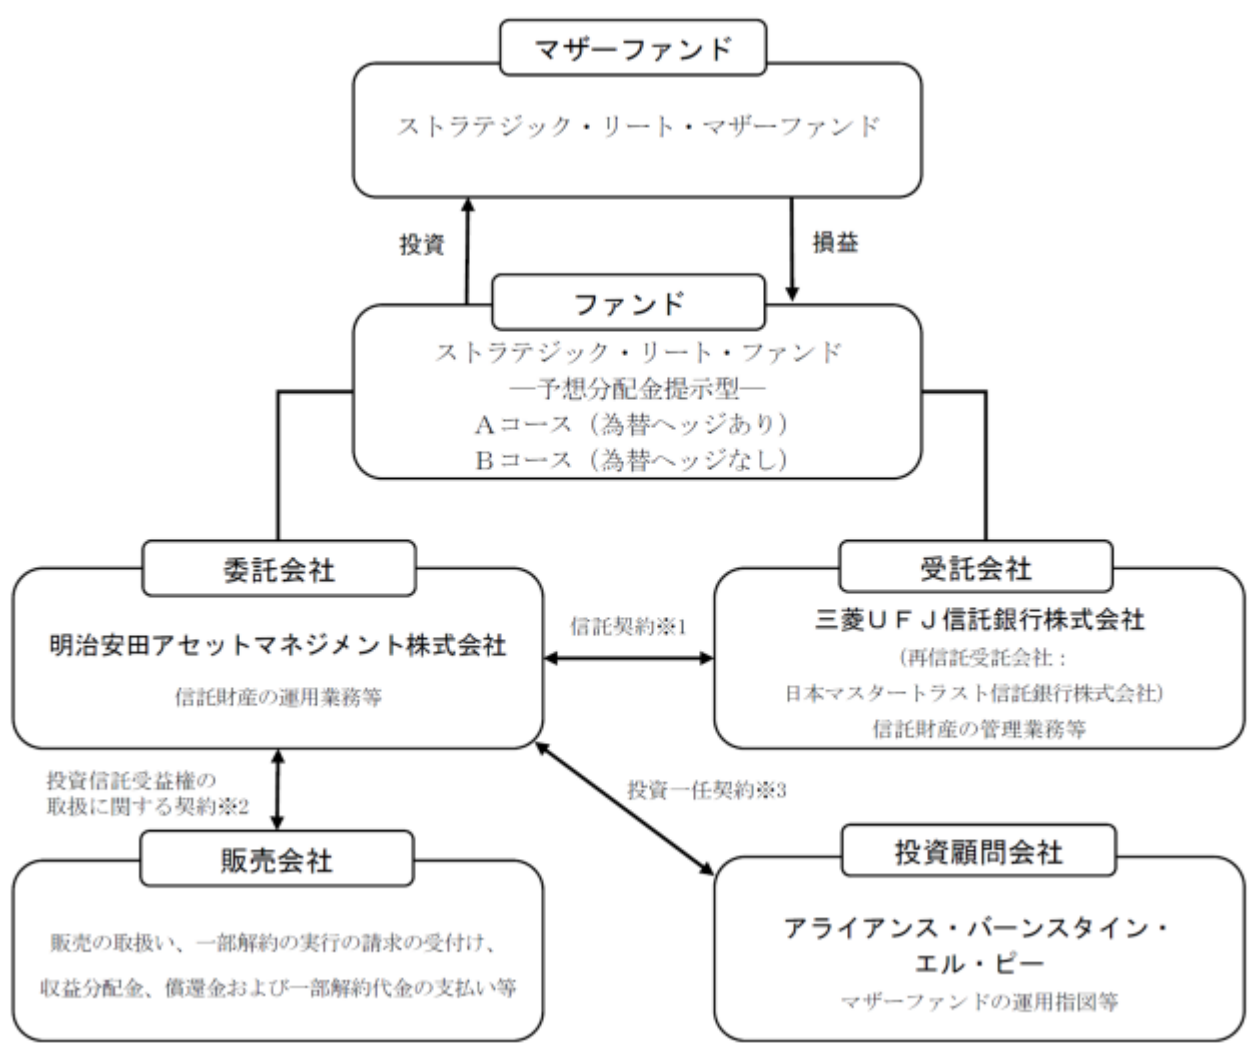 マザーファンド
ストラテジック・リート・マザーファンド
投資
損益
ファンド
ストラテジック・リート・ファンド
―予想分配金提示型―
Ａコース（為替ヘッジあり）
Ｂコース（為替ヘッジなし）
委託会社
明治安田アセットマネジメント株式会社
信託財産の運用業務等
信託契約※1
受託会社
三菱ＵＦＪ信託銀行株式会社
（再信託受託会社：
日本マスタートラスト信託銀行株式会社）
信託財産の管理業務等
投資信託受益権の
取扱に関する契約※2
投資一任契約※3
販売会社
販売の取扱い、一部解約の実行の請求の受付け、
収益分配金、償還金および一部解約代金の支払い等
投資顧問会社
アライアンス・バーンスタイン・
エル・ピー
マザーファンドの運用指図等